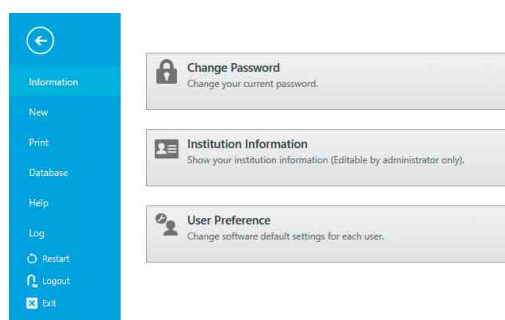 Information
New
Print
Database
Help
Log
Restart
Logout
Exit
Change Password
Change your current password.
Institution Information
Show your institution information (Editable by administrator only).
User Preference
Change software default settings for each user.